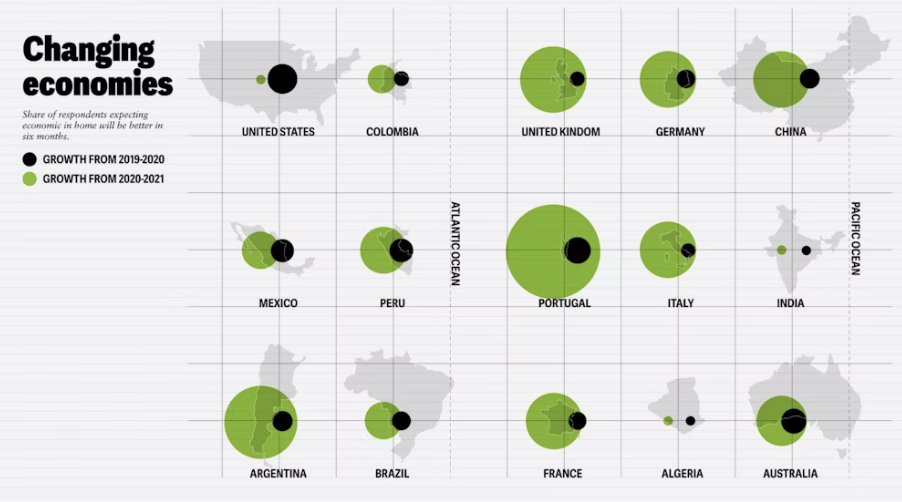 Changing
economies
Share of respondents expecting
economic in home will be better in
six months.
GROWTH FROM 2019-2020
GROWTH FROM 2020-2021
UNITED STATES
COLOMBIA
UNITED KINDOM
GERMANY
CHINA
ATLANTIC OCEAN
PACIFIC OCEAN
MEXICO
PERU
PORTUGAL
ITALY
INDIA
ARGENTINA
BRAZIL
FRANCE
ALGERIA
AUSTRALIA